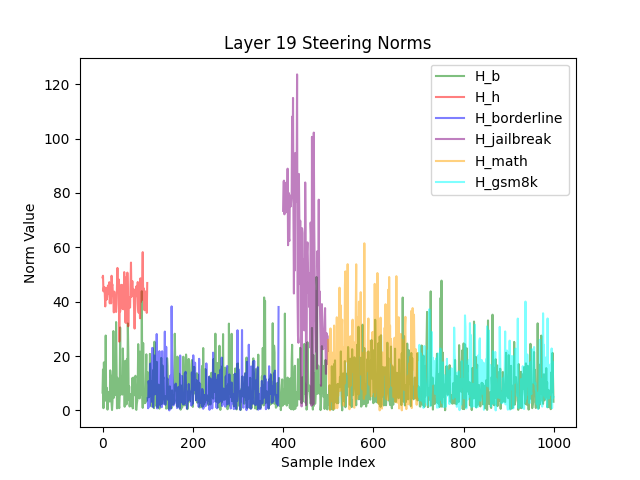 Layer 19 Steering Norms
H_b
H_h
H_borderline
H_jailbreak
H_math
H_gsm8k
120
100
80
60
40
20
0
Norm Value
0
200
400
600
800
1000
Sample Index